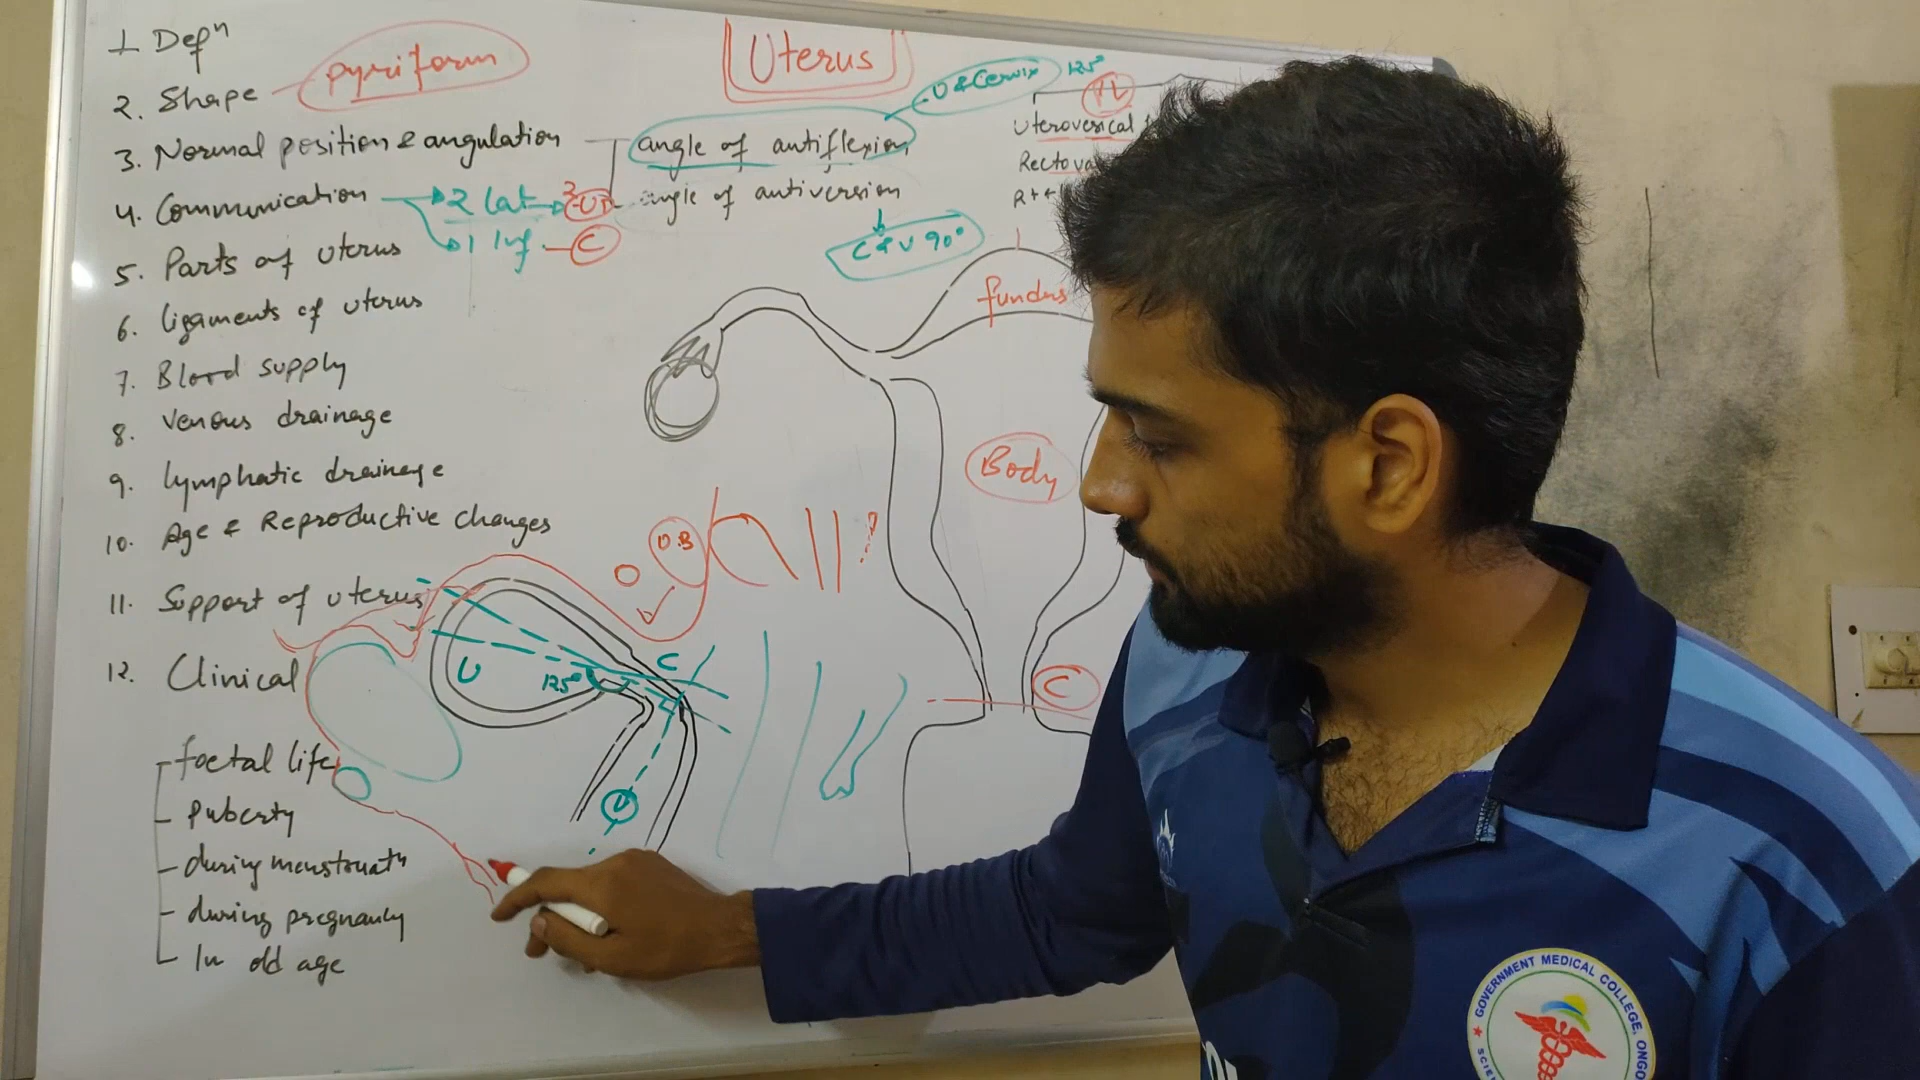 Uterus
1. Defn
2. Shape
pyriform
3. Normal position & angulation
angle of antiflexion
U & Cervix 125°
angle of antiversion
C & V 90°
4. Communication
2 lat
1 Inf
C
5. Parts of uterus
6. Ligaments of uterus
7. Blood supply
8. Venous drainage
9. Lymphatic drainage
10. Age & Reproductive Changes
11. Support of uterus
12. Clinical
foetal life
Puberty
during menstruatn
during pregnancy
In old age
Uterovesical
fundus
Body
C
U
125°
C
V
GOVERNMENT MEDICAL COLLEGE, ONGO